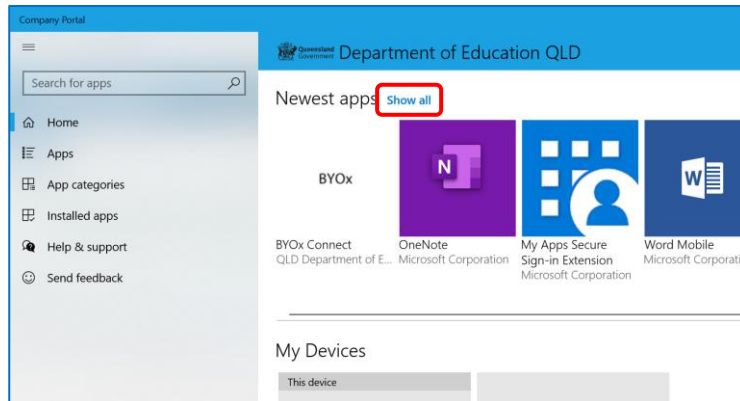 Company Portal
Search for apps
Home
Apps
App categories
Installed apps
Help & support
Send feedback
Queensland
Government
Department of Education QLD
Newest apps Show all
BYOx
N
W
BYOx Connect
QLD Department of E...
OneNote
Microsoft Corporation
My Apps Secure
Sign-in Extension
Microsoft Corporation
Word Mobile
Microsoft Corporati
My Devices
This device